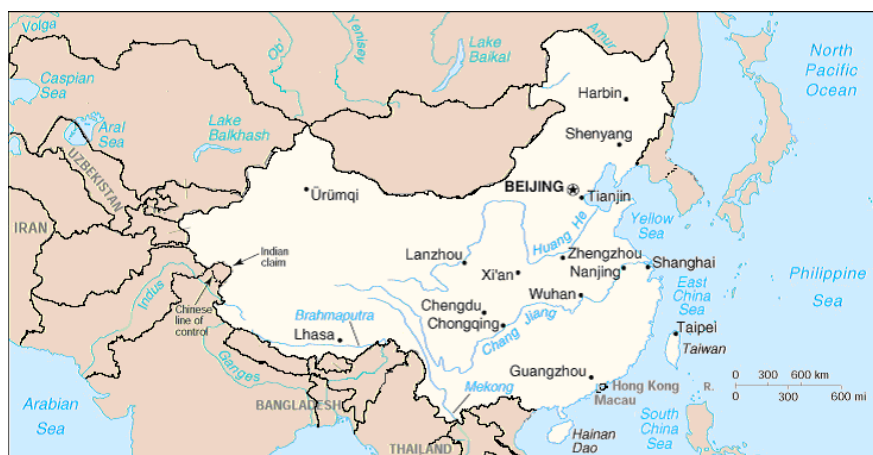 Volga
Ob'
Yenisey
Lake
Baikal
Amur
North
Pacific
Ocean
Caspian
Sea
Aral
Sea
Lake
Balkhash
Harbin
Shenyang
UZBEKISTAN
Ürümqi
BEIJING
Tianjin
IRAN
Yellow
Sea
Huang He
Indian
claim
Lanzhou
Zhengzhou
Xi'an
Nanjing
Shanghai
Philippine
Sea
Indus
Chinese
line of
control
East
China
Sea
Wuhan
Chengdu
Chongqing
Chang Jiang
Brahmaputra
Lhasa
Taipei
Taiwan
Ganges
Guangzhou
Hong Kong
Macau
R.
0 300 600 km
0 300 600 mi
Mekong
BANGLADESH
Arabian
Sea
South
China
Sea
Hainan
Dao
THAILAND